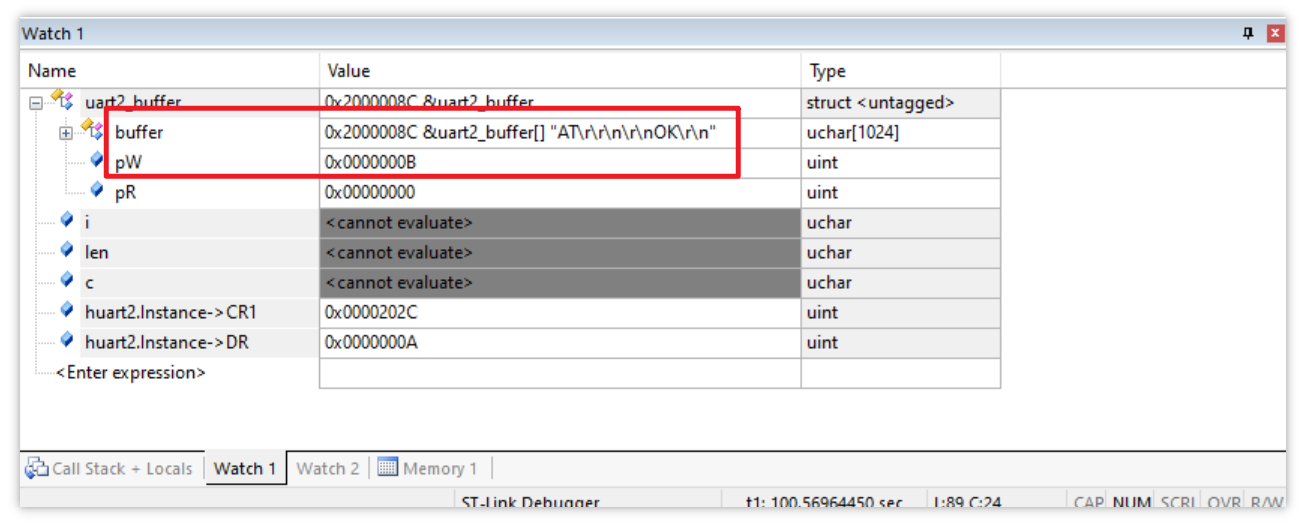 Watch 1
Name Value Type
uart2_buffer 0x2000008C &uart2_buffer struct <untagged>
buffer 0x2000008C &uart2_buffer[] "AT\r\r\n\r\nOK\r\n" uchar[1024]
pW 0x0000000B uint
pR 0x00000000 uint
i <cannot evaluate> uchar
len <cannot evaluate> uchar
c <cannot evaluate> uchar
huart2.Instance->CR1 0x0000202C uint
huart2.Instance->DR 0x0000000A uint
<Enter expression>
Call Stack + Locals Watch 1 Watch 2 Memory 1
ST-Link Debugger t1: 100.56964450 sec L:89 C:24 CAP NUM SCRL OVR R/W